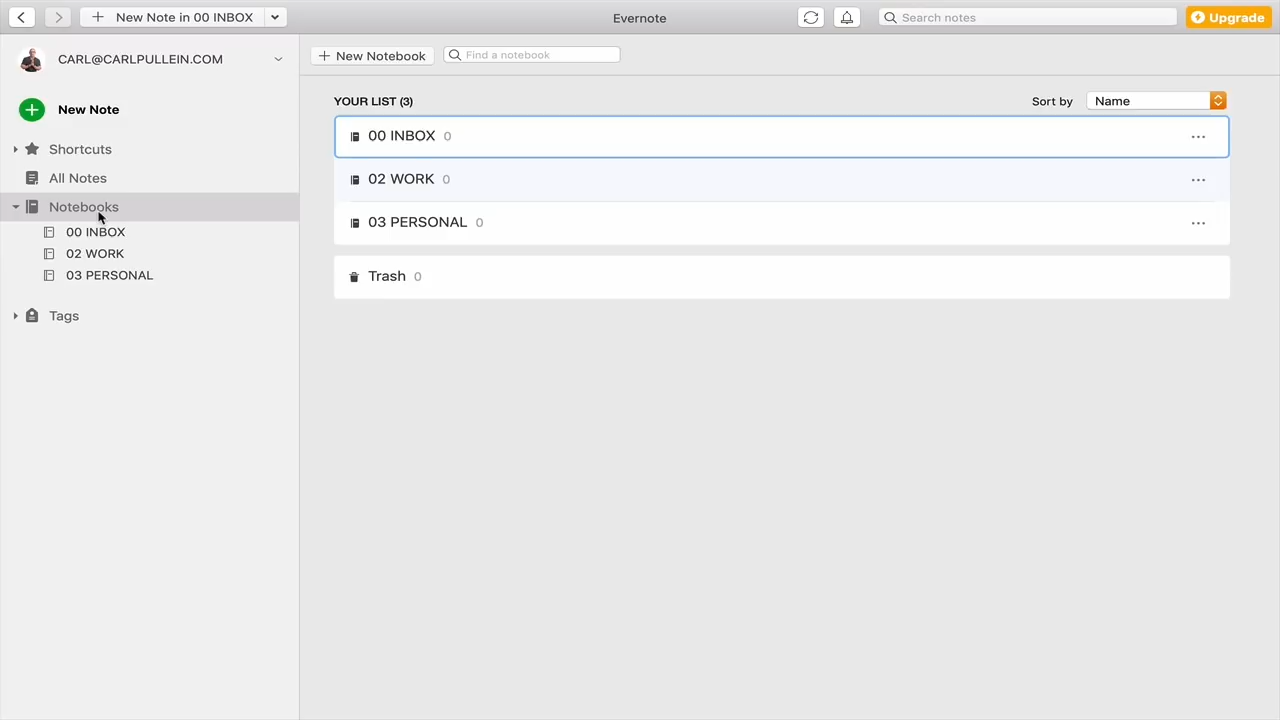 New Note in 00 INBOX
Evernote
Search notes
Upgrade
CARL@CARLPULLEIN.COM
New Note
Shortcuts
All Notes
Notebooks
00 INBOX
02 WORK
03 PERSONAL
Tags
New Notebook
Find a notebook
YOUR LIST (3)
Sort by
Name
00 INBOX 0
02 WORK 0
03 PERSONAL 0
Trash 0